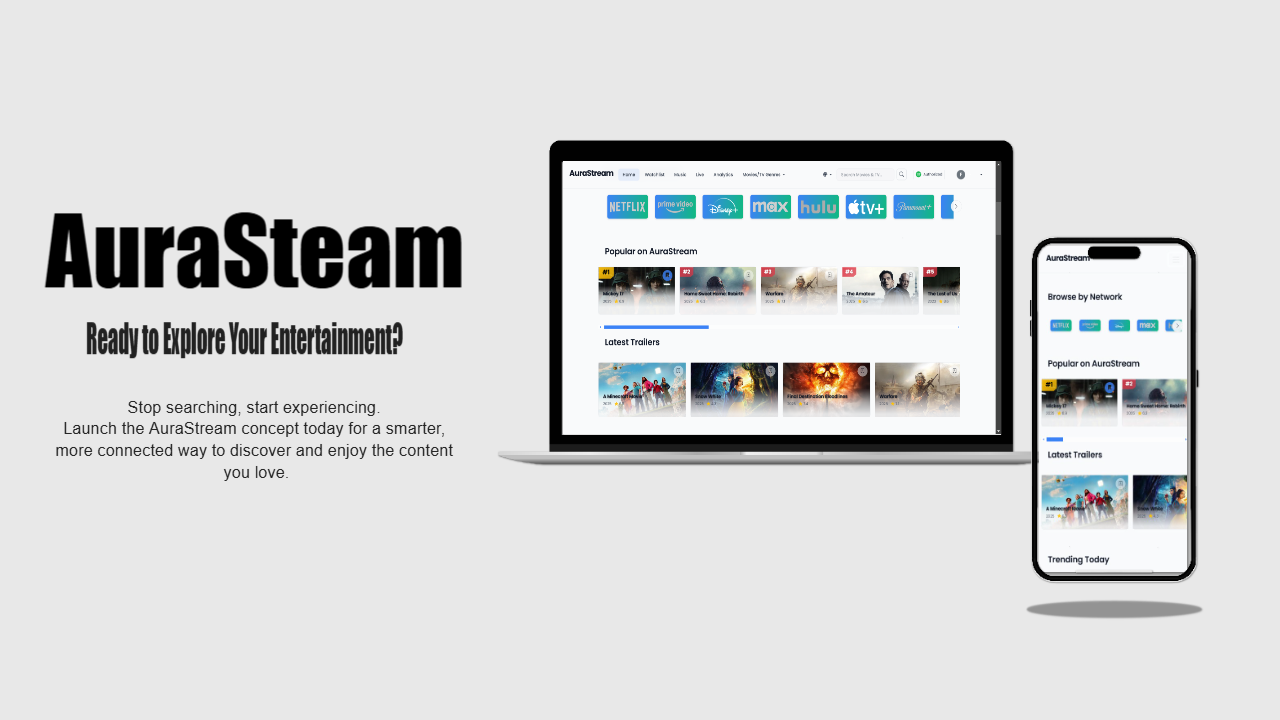 AuraSteam
Ready to Explore Your Entertainment?
Stop searching, start experiencing.
Launch the AuraStream concept today for a smarter,
more connected way to discover and enjoy the content
you love.
AuraStream Home Watchlist Music Live Analytics Movies/TV Genres Search Movies & TV... Authorized
NETFLIX prime video Disney+ max hulu tv+ Paramount+
Popular on AuraStream
#1 #2 #3 #4 #5
Mickey 17 Home Sweet Home: Rebirth Warfare The Amateur The Last of Us
Latest Trailers
A Minecraft Movie Snow White Final Destination Bloodlines Warfare
AuraStream
Browse by Network
NETFLIX prime video Disney+ max
Popular on AuraStream
#1 #2
Mickey 17 Home Sweet Home: Rebirth
Latest Trailers
A Minecraft Movie Snow White
Trending Today